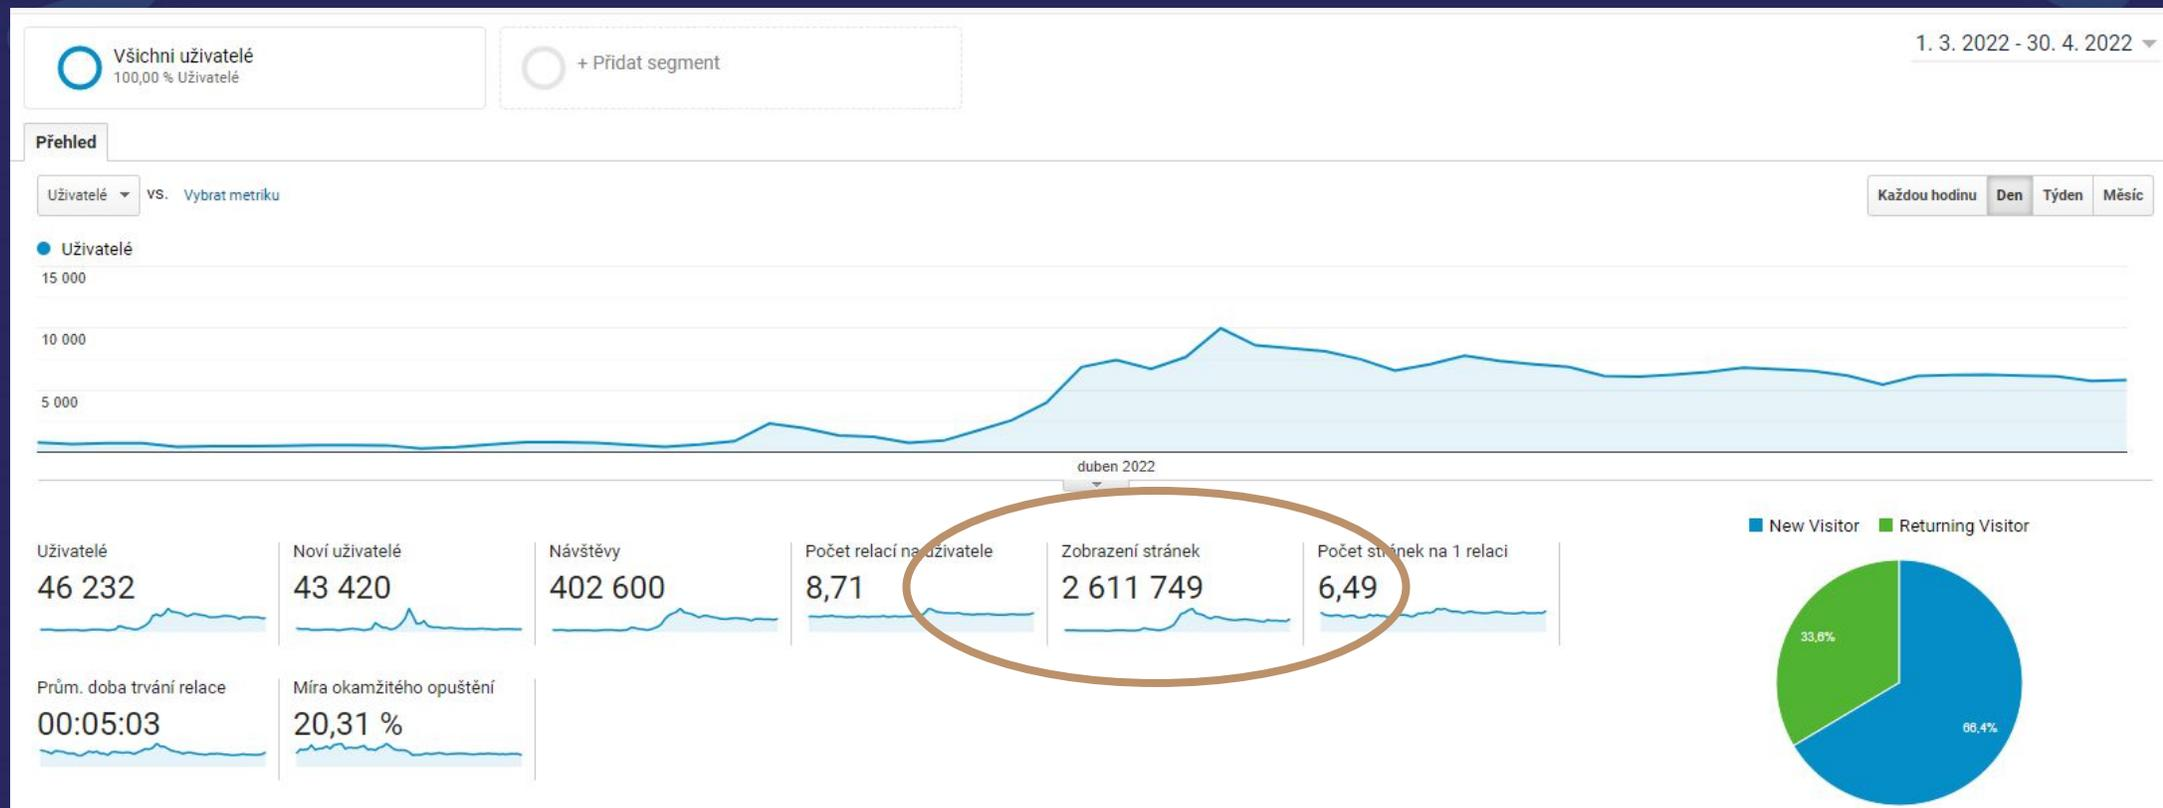 Všichni uživatelé
100,00 % Uživatelé
+ Přidat segment
1. 3. 2022 - 30. 4. 2022
Přehled
Uživatelé vs. Vybrat metriku
Každou hodinu Den Týden Měsíc
Uživatelé
15 000
10 000
5 000
duben 2022
Uživatelé
46 232
Noví uživatelé
43 420
Návštěvy
402 600
Počet relací na uživatele
8,71
Zobrazení stránek
2 611 749
Počet stránek na 1 relaci
6,49
Prům. doba trvání relace
00:05:03
Míra okamžitého opuštění
20,31 %
New Visitor Returning Visitor
33,6%
66,4%